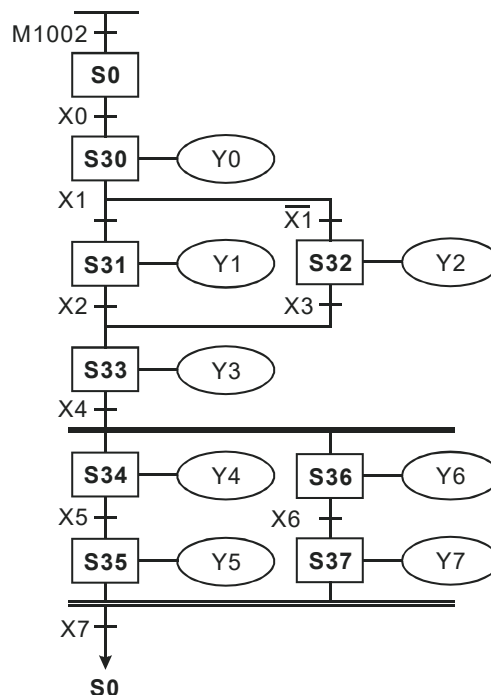 M1002
S0
X0
S30 Y0
X1 X̅1̅
S31 Y1 S32 Y2
X2 X3
S33 Y3
X4
S34 Y4 S36 Y6
X5 X6
S35 Y5 S37 Y7
X7
S0